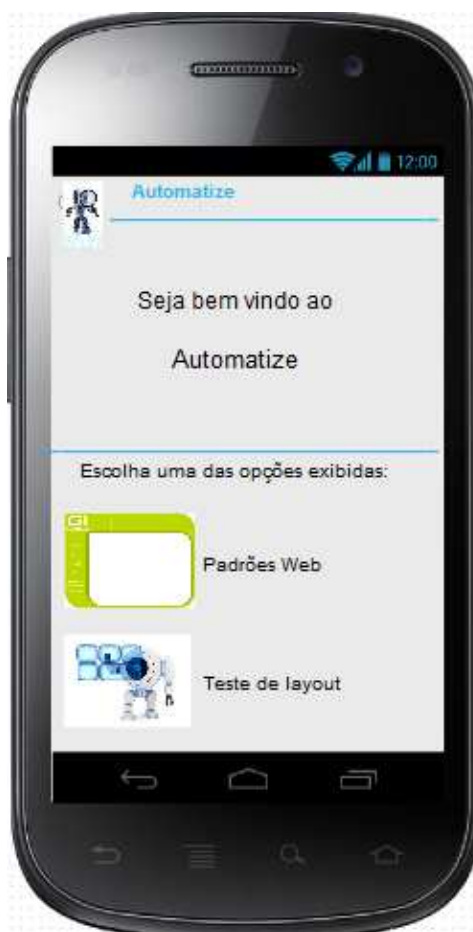 12:00
Automatize
Seja bem vindo ao
Automatize
Escolha uma das opções exibidas:
Padrões Web
Teste de layout